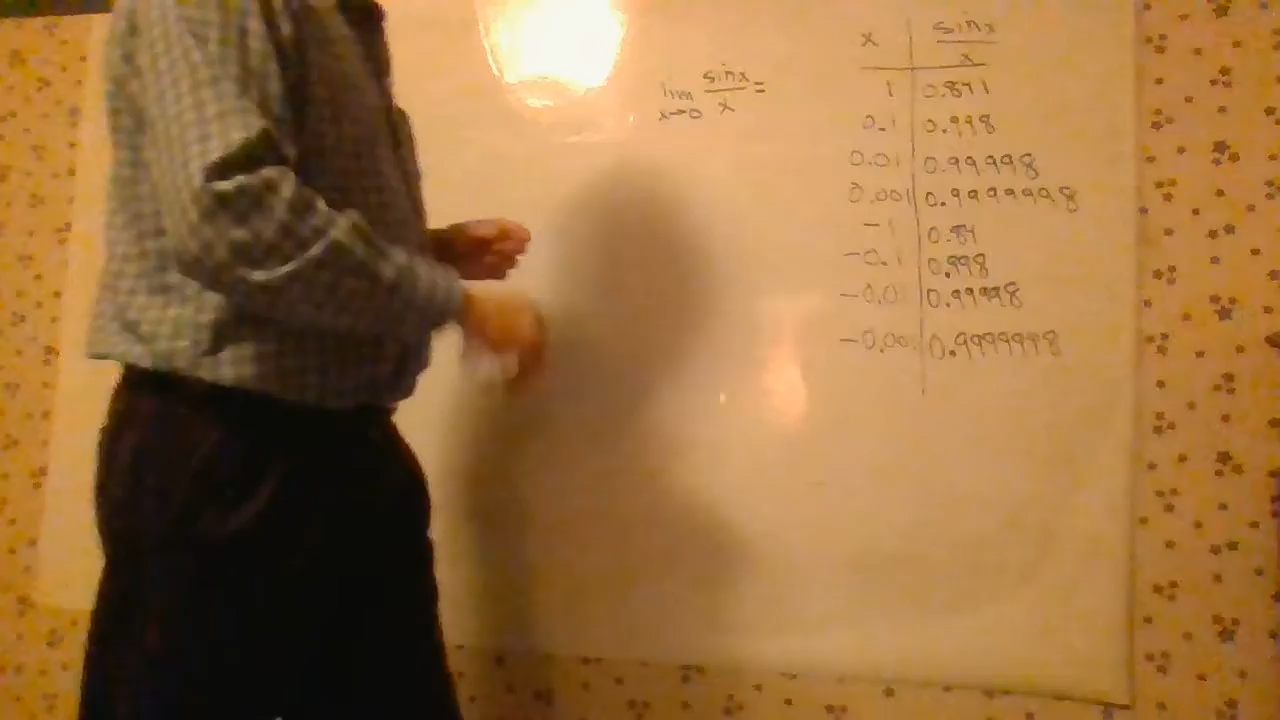 lim sinx/x =
x→0
x | sinx/x
1 | 0.841
0.1 | 0.998
0.01 | 0.99998
0.001 | 0.9999998
-1 | 0.84
-0.1 | 0.998
-0.01 | 0.99998
-0.001 | 0.9999998